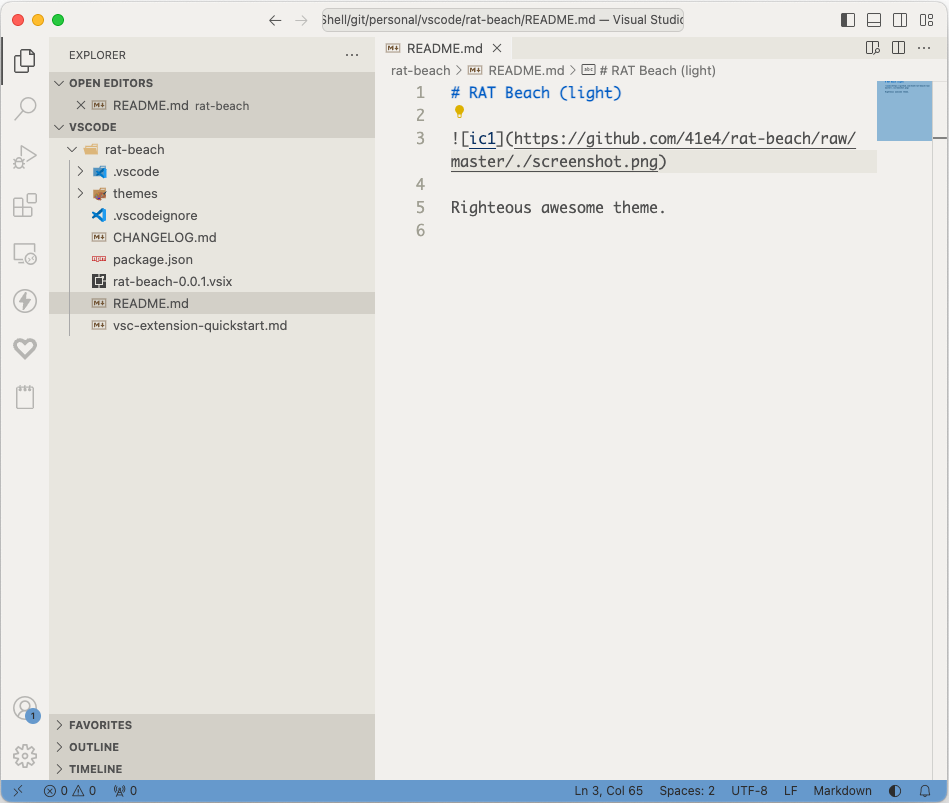 Shell/git/personal/vscode/rat-beach/README.md — Visual Studio
EXPLORER
OPEN EDITORS
README.md rat-beach
VSCODE
rat-beach
.vscode
themes
.vscodeignore
CHANGELOG.md
package.json
rat-beach-0.0.1.vsix
README.md
vsc-extension-quickstart.md
FAVORITES
OUTLINE
TIMELINE
1
README.md
rat-beach > README.md > # RAT Beach (light)
1 # RAT Beach (light)
2
3 ![ic1](https://github.com/41e4/rat-beach/raw/
master/./screenshot.png)
4
5 Righteous awesome theme.
6
0 0 0 Ln 3, Col 65 Spaces: 2 UTF-8 LF Markdown